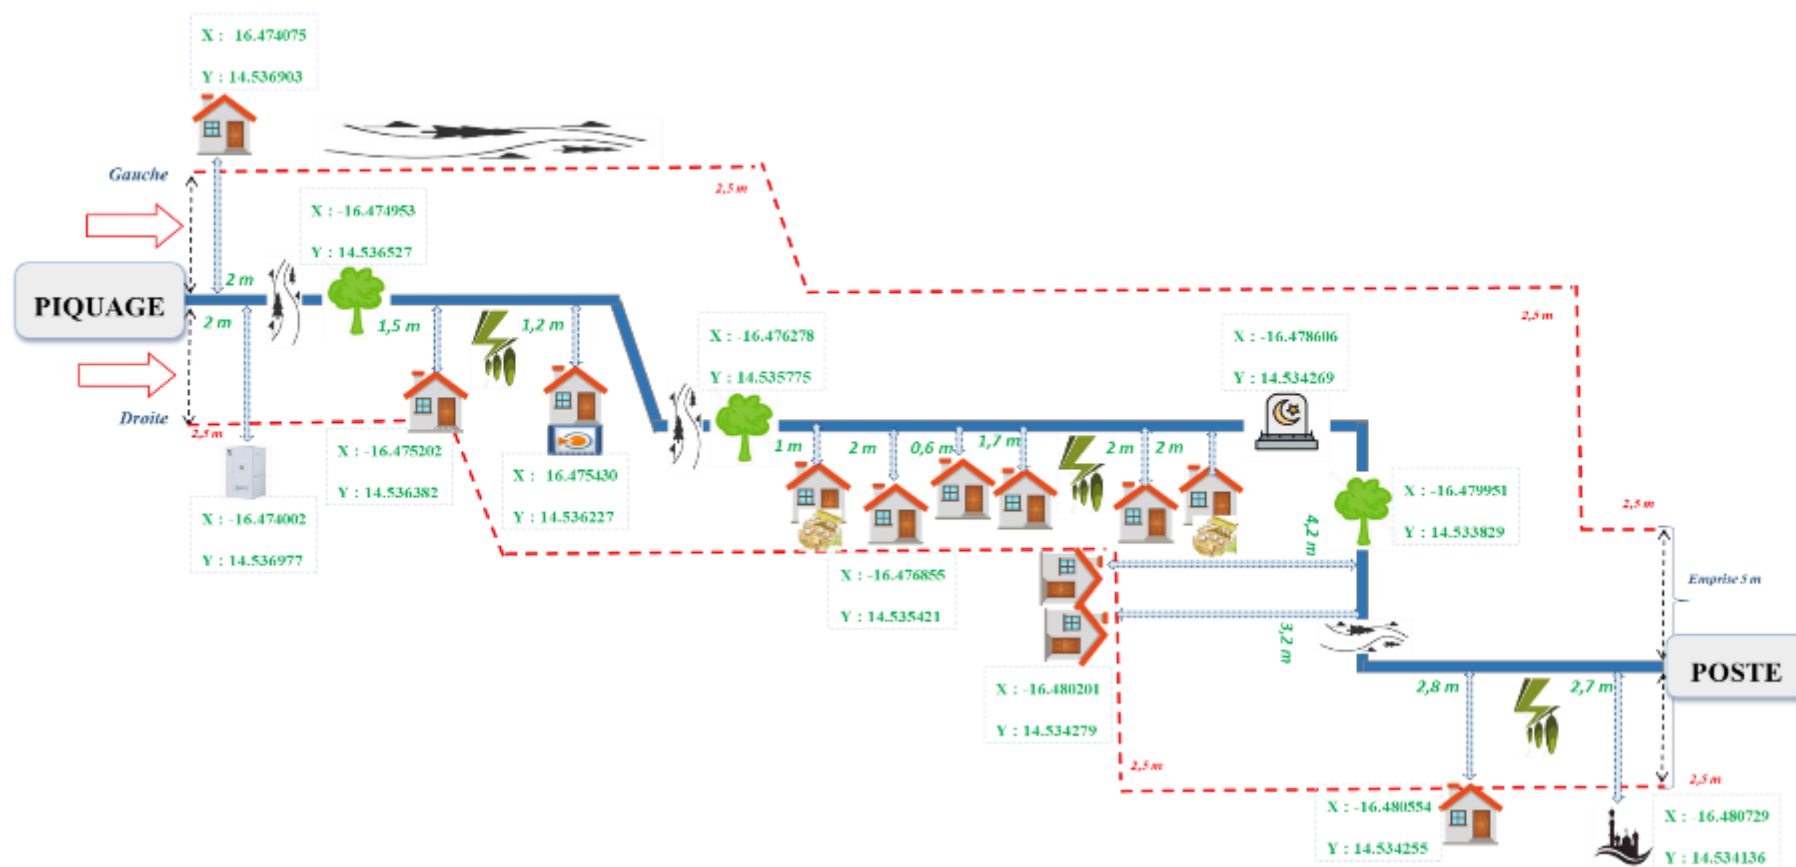 X : -16.474075
Y : 14.536903
Gauche
2,5 m
X : -16.474953
Y : 14.536527
PIQUAGE
2 m
2 m
1,5 m
1,2 m
2,5 m
X : -16.476278
Y : 14.535775
X : -16.478606
Y : 14.534269
Droite
2,5 m
X : -16.475202
Y : 14.536382
X : 16.475430
Y : 14.536227
1 m
2 m
0,6 m
1,7 m
2 m
2 m
X : -16.479951
Y : 14.533829
X : -16.474002
Y : 14.536977
2,5 m
4,2 m
X : -16.476855
Y : 14.535421
Emprise 5 m
3,2 m
X : -16.480201
Y : 14.534279
2,8 m
2,7 m
POSTE
2,5 m
2,5 m
X : -16.480554
Y : 14.534255
X : -16.480729
Y : 14.534136